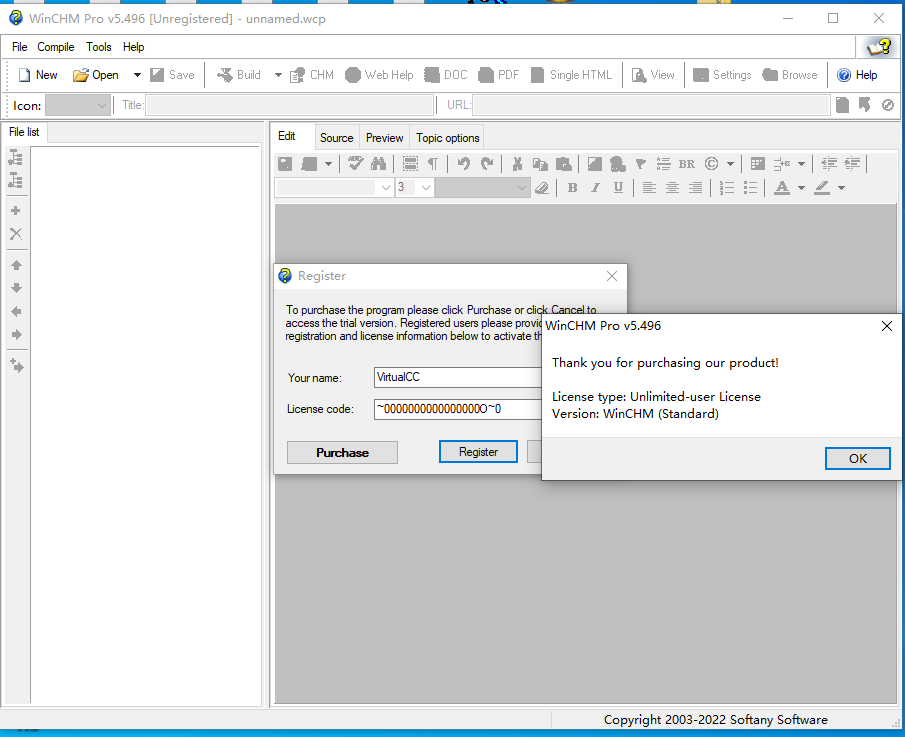 WinCHM Pro v5.496 [Unregistered] - unnamed.wcp
File Compile Tools Help
New Open Save Build CHM Web Help DOC PDF Single HTML View Settings Browse Help
Icon: Title: URL:
File list
Edit Source Preview Topic options
BR
3 B I U A
Register
To purchase the program please click Purchase or click Cancel to
access the trial version. Registered users please provid
registration and license information below to activate th
Your name: VirtualCC
License code: ~0000000000000000O~0
Purchase Register
WinCHM Pro v5.496
Thank you for purchasing our product!
License type: Unlimited-user License
Version: WinCHM (Standard)
OK
Copyright 2003-2022 Softany Software